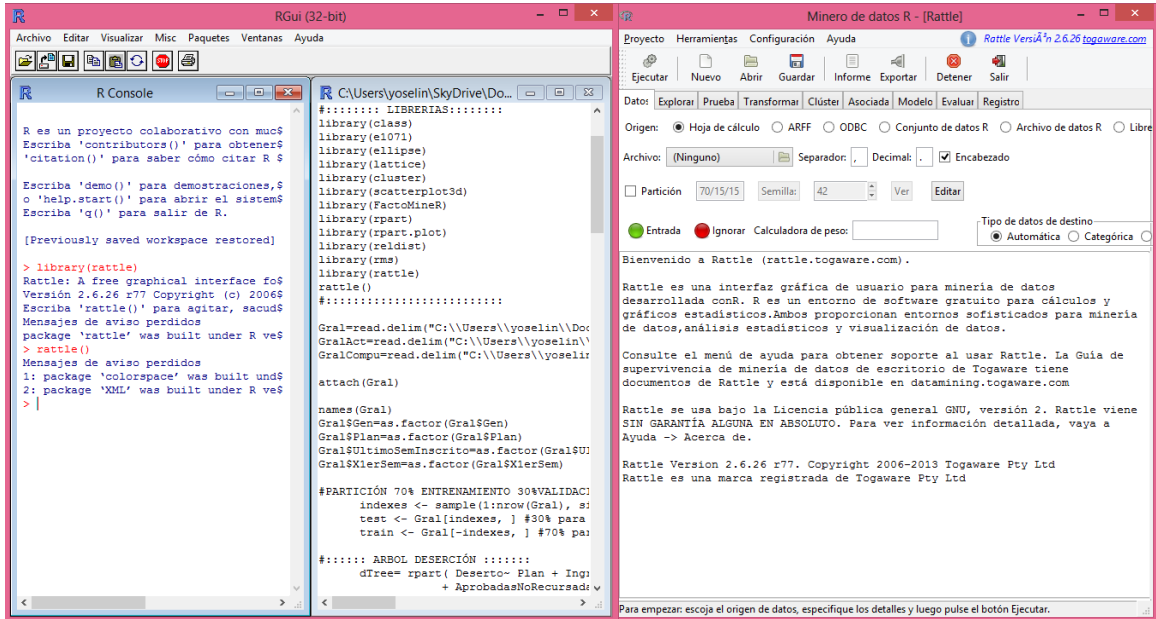 RGui (32-bit)
Archivo Editar Visualizar Misc Paquetes Ventanas Ayuda
STOP
R Console
R es un proyecto colaborativo con muc$
Escriba 'contributors()' para obtener$
'citation()' para saber cómo citar R $
Escriba 'demo()' para demostraciones,$
o 'help.start()' para abrir el sistem$
Escriba 'q()' para salir de R.
[Previously saved workspace restored]
> library(rattle)
Rattle: A free graphical interface fo$
Versión 2.6.26 r77 Copyright (c) 2006$
Escriba 'rattle()' para agitar, sacud$
Mensajes de aviso perdidos
package ‘rattle’ was built under R ve$
> rattle()
Mensajes de aviso perdidos
1: package ‘colorspace’ was built und$
2: package ‘XML’ was built under R ve$
>
C:\Users\yoselin\SkyDrive\Do...
#:::::::: LIBRERIAS::::::::
library(class)
library(e1071)
library(ellipse)
library(lattice)
library(cluster)
library(scatterplot3d)
library(FactoMineR)
library(rpart)
library(rpart.plot)
library(reldist)
library(rms)
library(rattle)
rattle()
#::::::::::::::::::::::::::
Gral=read.delim("C:\\Users\\yoselin\\Doc
GralAct=read.delim("C:\\Users\\yoselin\\
GralCompu=read.delim("C:\\Users\\yoselin
attach(Gral)
names(Gral)
Gral$Gen=as.factor(Gral$Gen)
Gral$Plan=as.factor(Gral$Plan)
Gral$UltimoSemInscrito=as.factor(Gral$Ul
Gral$X1erSem=as.factor(Gral$X1erSem)
#PARTICIÓN 70% ENTRENAMIENTO 30%VALIDACI
indexes <- sample(1:nrow(Gral), si
test <- Gral[indexes, ] #30% para
train <- Gral[-indexes, ] #70% par
#:::::: ARBOL DESERCIÓN :::::::
dTree= rpart( Deserto~ Plan + Ingr
+ AprobadasNoRecursada
Minero de datos R - [Rattle]
Proyecto Herramientas Configuración Ayuda
Rattle VersiÃ³n 2.6.26 togaware.com
Ejecutar Nuevo Abrir Guardar Informe Exportar Detener Salir
Datos Explorar Prueba Transformar Clúster Asociada Modelo Evaluar Registro
Origen: Hoja de cálculo ARFF ODBC Conjunto de datos R Archivo de datos R Libre
Archivo: (Ninguno) Separador: , Decimal: . Encabezado
Partición 70/15/15 Semilla: 42 Ver Editar
Entrada Ignorar Calculadora de peso:
Tipo de datos de destino
Automática Categórica
Bienvenido a Rattle (rattle.togaware.com).
Rattle es una interfaz gráfica de usuario para minería de datos
desarrollada conR. R es un entorno de software gratuito para cálculos y
gráficos estadísticos.Ambos proporcionan entornos sofisticados para minería
de datos,análisis estadísticos y visualización de datos.
Consulte el menú de ayuda para obtener soporte al usar Rattle. La Guía de
supervivencia de minería de datos de escritorio de Togaware tiene
documentos de Rattle y está disponible en datamining.togaware.com
Rattle se usa bajo la Licencia pública general GNU, versión 2. Rattle viene
SIN GARANTÍA ALGUNA EN ABSOLUTO. Para ver información detallada, vaya a
Ayuda -> Acerca de.
Rattle Version 2.6.26 r77. Copyright 2006-2013 Togaware Pty Ltd
Rattle es una marca registrada de Togaware Pty Ltd
Para empezar: escoja el origen de datos, especifique los detalles y luego pulse el botón Ejecutar.